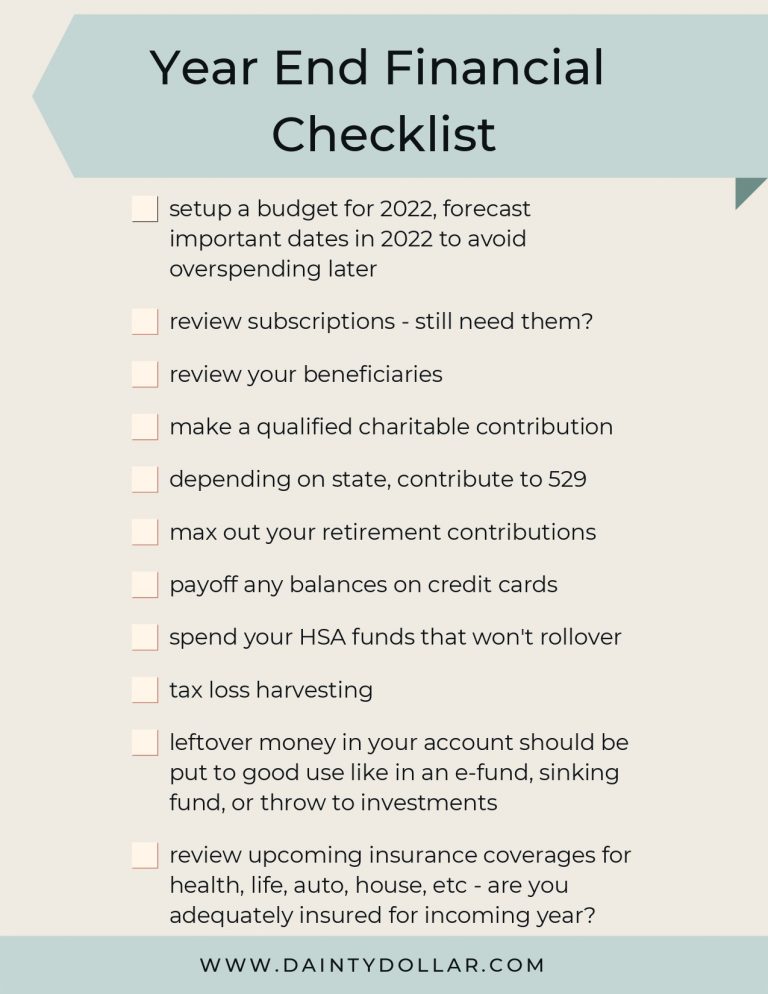 Year End Financial
Checklist
setup a budget for 2022, forecast
important dates in 2022 to avoid
overspending later
review subscriptions - still need them?
review your beneficiaries
make a qualified charitable contribution
depending on state, contribute to 529
max out your retirement contributions
payoff any balances on credit cards
spend your HSA funds that won't rollover
tax loss harvesting
leftover money in your account should be
put to good use like in an e-fund, sinking
fund, or throw to investments
review upcoming insurance coverages for
health, life, auto, house, etc - are you
adequately insured for incoming year?
WWW.DAINTYDOLLAR.COM